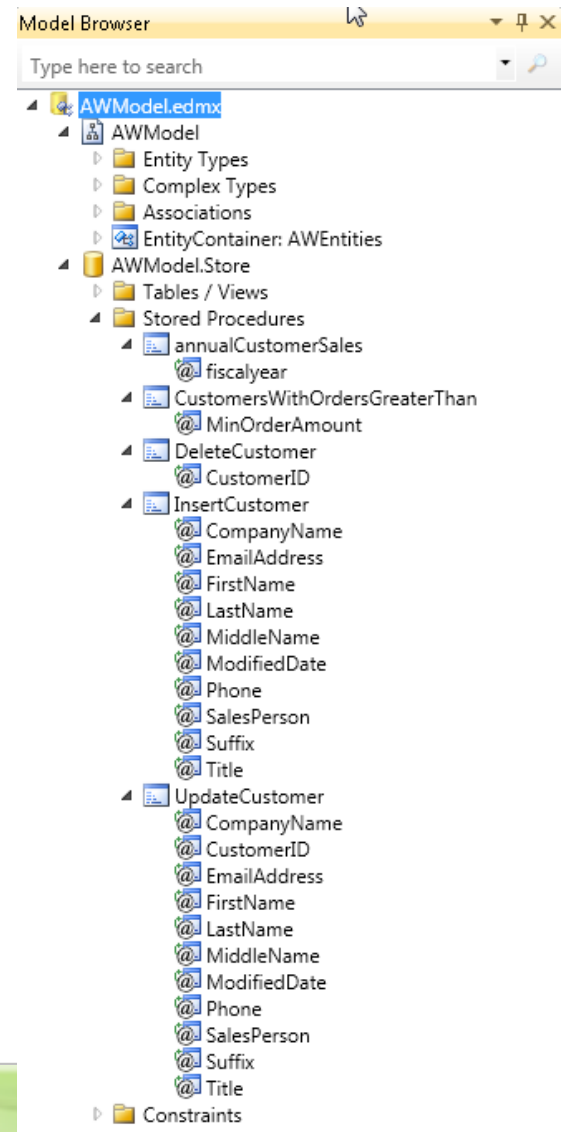 Model Browser
Type here to search
AWModel.edmx
AWModel
Entity Types
Complex Types
Associations
EntityContainer: AWEntities
AWModel.Store
Tables / Views
Stored Procedures
annualCustomerSales
fiscalyear
CustomersWithOrdersGreaterThan
MinOrderAmount
DeleteCustomer
CustomerID
InsertCustomer
CompanyName
EmailAddress
FirstName
LastName
MiddleName
ModifiedDate
Phone
SalesPerson
Suffix
Title
UpdateCustomer
CompanyName
CustomerID
EmailAddress
FirstName
LastName
MiddleName
ModifiedDate
Phone
SalesPerson
Suffix
Title
Constraints